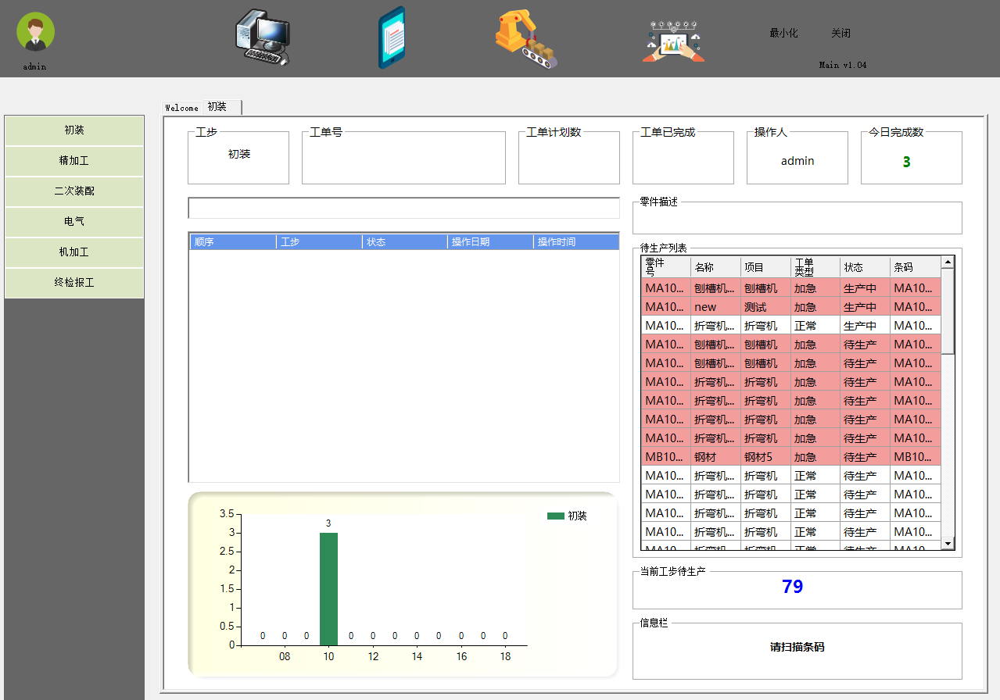 admin
最小化 关闭
Main v1.04
初装
精加工
二次装配
电气
机加工
终检报工
Welcome 初装
工步 工单号 工单计划数 工单已完成 操作人 今日完成数
初装 admin 3
零件描述
顺序 工步 状态 操作日期 操作时间
待生产列表
零件号 名称 项目 工单类型 状态 条码
MA10... 刨槽机... 刨槽机 加急 生产中 MA10...
MA10... new 测试 加急 生产中 MA10...
MA10... 折弯机... 折弯机 正常 生产中 MA10...
MA10... 刨槽机... 刨槽机 加急 待生产 MA10...
MA10... 刨槽机... 刨槽机 加急 待生产 MA10...
MA10... 折弯机... 折弯机 加急 待生产 MA10...
MA10... 折弯机... 折弯机 加急 待生产 MA10...
MA10... 折弯机... 折弯机 加急 待生产 MA10...
MA10... 折弯机... 折弯机 加急 待生产 MA10...
MB10... 钢材 钢材5 加急 待生产 MB10...
MA10... 折弯机... 折弯机 正常 待生产 MA10...
MA10... 折弯机... 折弯机 正常 待生产 MA10...
MA10... 折弯机... 折弯机 正常 待生产 MA10...
MA10... 折弯机... 折弯机 正常 待生产 MA10...
MA10... 折弯机... 折弯机 正常 待生产 MA10...
初装
3.5
3
2.5
2
1.5
1
0.5
0
0 0 0 3 0 0 0 0 0 0 0 0
08 10 12 14 16 18
当前工步待生产
79
信息栏
请扫描条码